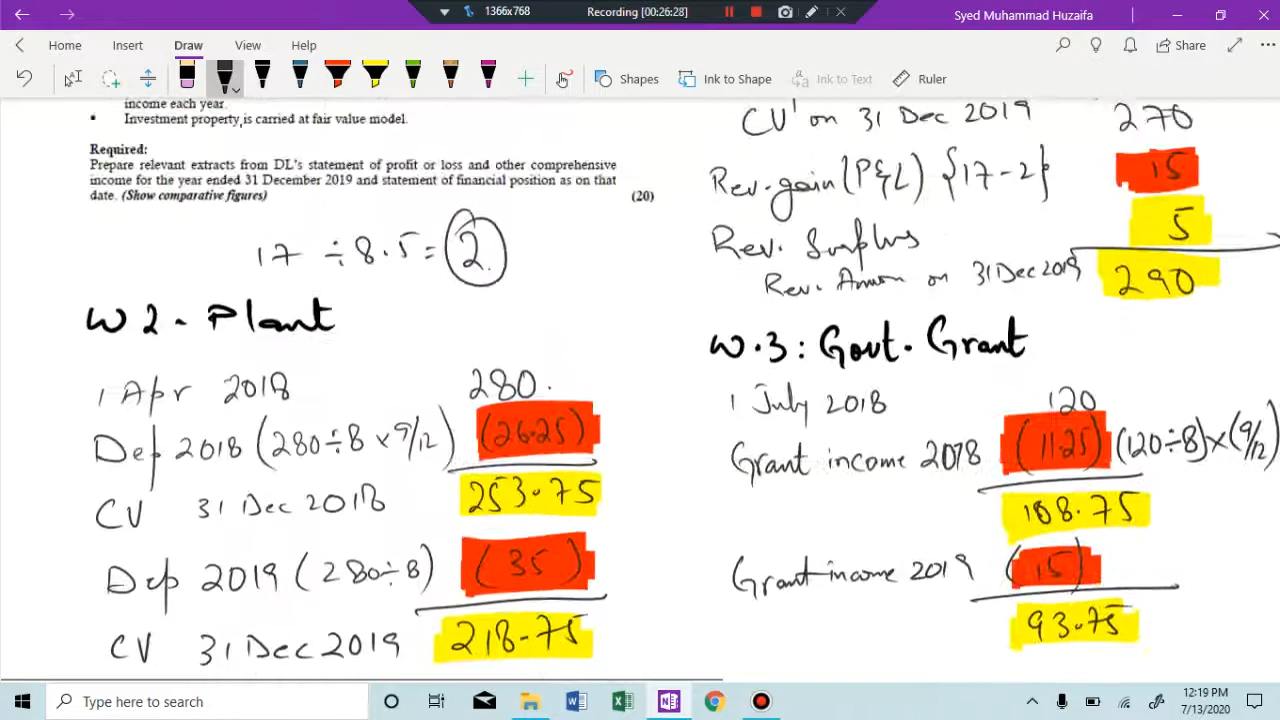 1366x768
Recording [00:26:28]
Syed Muhammad Huzaifa
Home Insert Draw View Help
Share
Shapes
Ink to Shape
Ink to Text
Ruler
income each year.
• Investment property is carried at fair value model.
Required:
Prepare relevant extracts from DL's statement of profit or loss and other comprehensive
income for the year ended 31 December 2019 and statement of financial position as on that
date. (Show comparative figures) (20)
17 ÷ 8.5 = 2
W2 - Plant
1 Apr 2018 280.
Dep 2018 (280÷8 x 9/12) (26.25)
CV 31 Dec 2018 253.75
Dep 2019 (280÷8) (35)
CV 31 Dec 2019 218.75
CV on 31 Dec 2019 270
Rev. gain (P&L) {17-2} 15
Rev. Surplus 5
Rev. Amou on 31 Dec 2019 290
W.3: Govt. Grant
1 July 2018 120
Grant income 2018 (11.25) (120÷8)x(9/12)
108.75
Grant income 2019 (15)
93.75
Type here to search
12:19 PM
7/13/2020